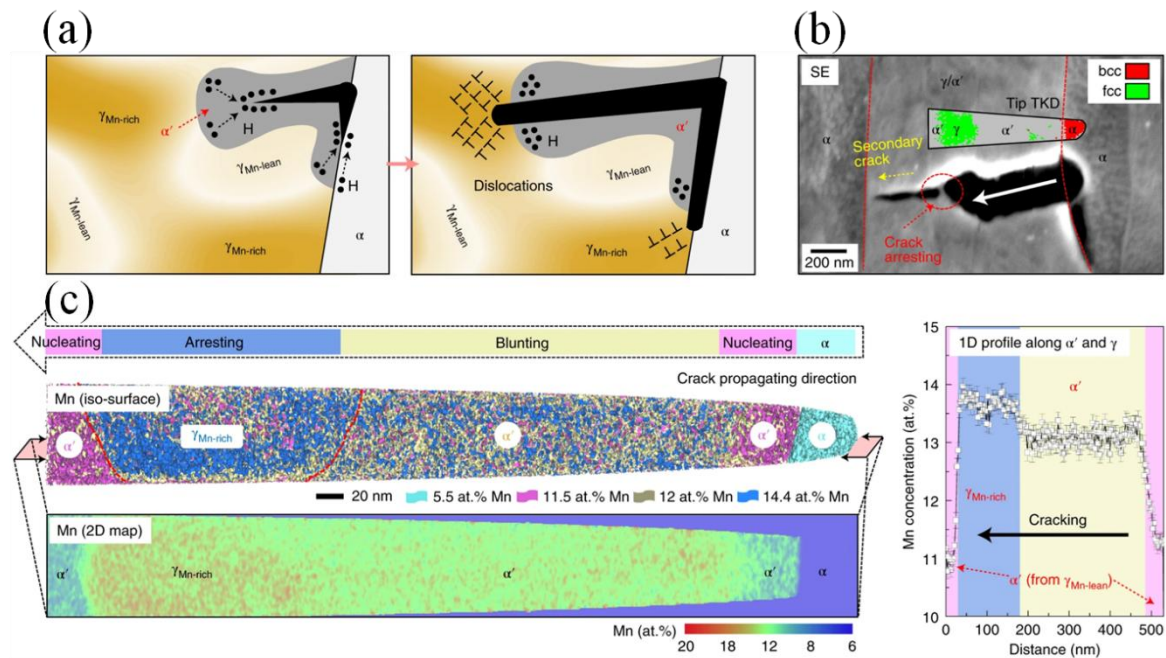 (a)
γMn-rich
α'
H
γMn-lean
H
γMn-lean
γMn-rich
α
α'
H
Dislocations
γMn-lean
γMn-lean
γMn-rich
α
(b)
SE
γ/α'
bcc
fcc
Tip TKD
α' γ α' α
α
Secondary
crack
α
Crack
arresting
200 nm
(c)
Nucleating Arresting Blunting Nucleating α
Crack propagating direction
Mn (iso-surface)
α' γMn-rich α' α' α
20 nm 5.5 at.% Mn 11.5 at.% Mn 12 at.% Mn 14.4 at.% Mn
Mn (2D map)
α' γMn-rich α' α' α
Mn (at.%)
20 18 16 14 12 10 8 6
1D profile along α' and γ
α'
γMn-rich
Cracking
α' (from γMn-lean)
Mn concentration (at.%)
15
14
13
12
11
10
0 100 200 300 400 500
Distance (nm)